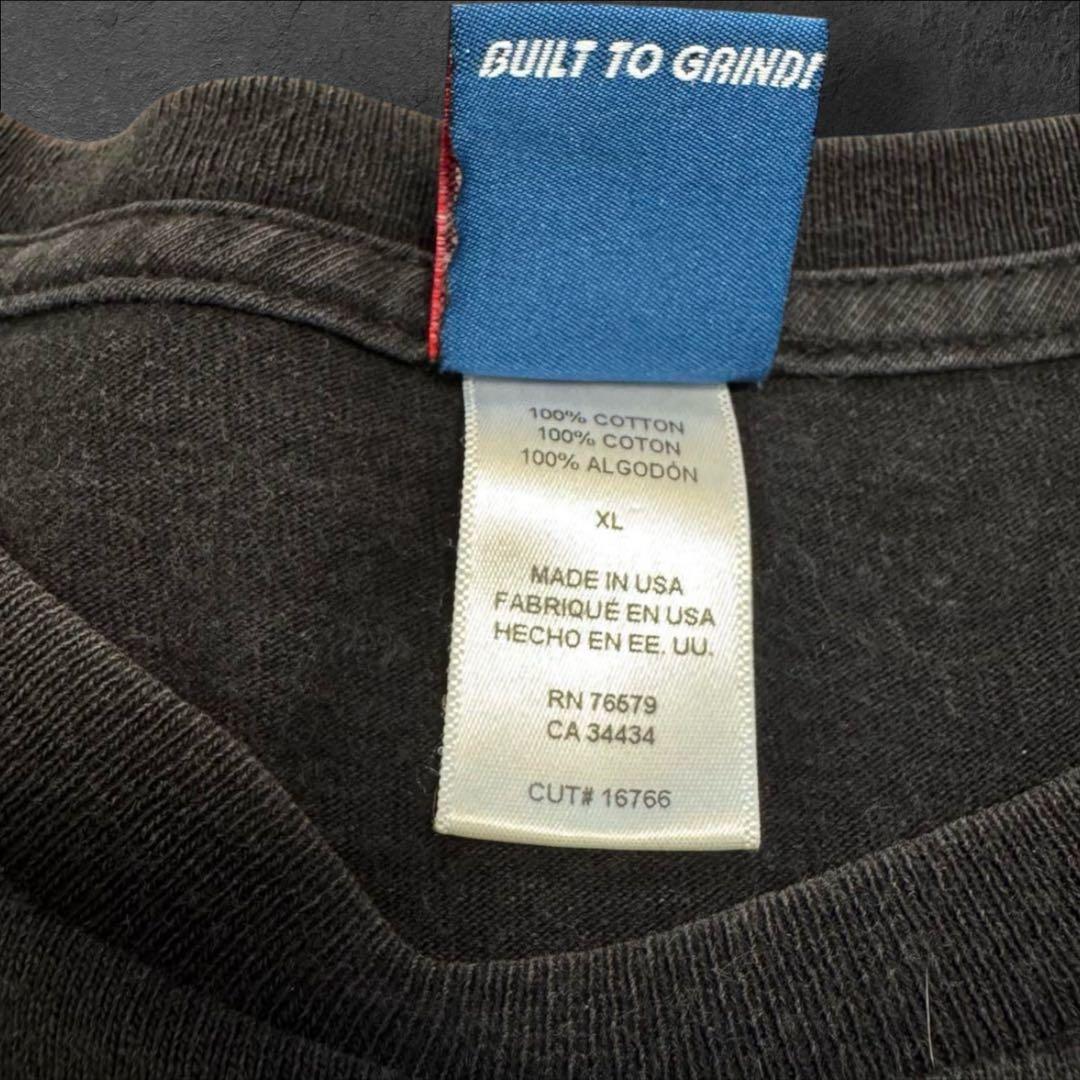 BUILT TO GRIND!
100% COTTON
100% COTON
100% ALGODÓN
XL
MADE IN USA
FABRIQUÉ EN USA
HECHO EN EE. UU.
RN 76579
CA 34434
CUT# 16766